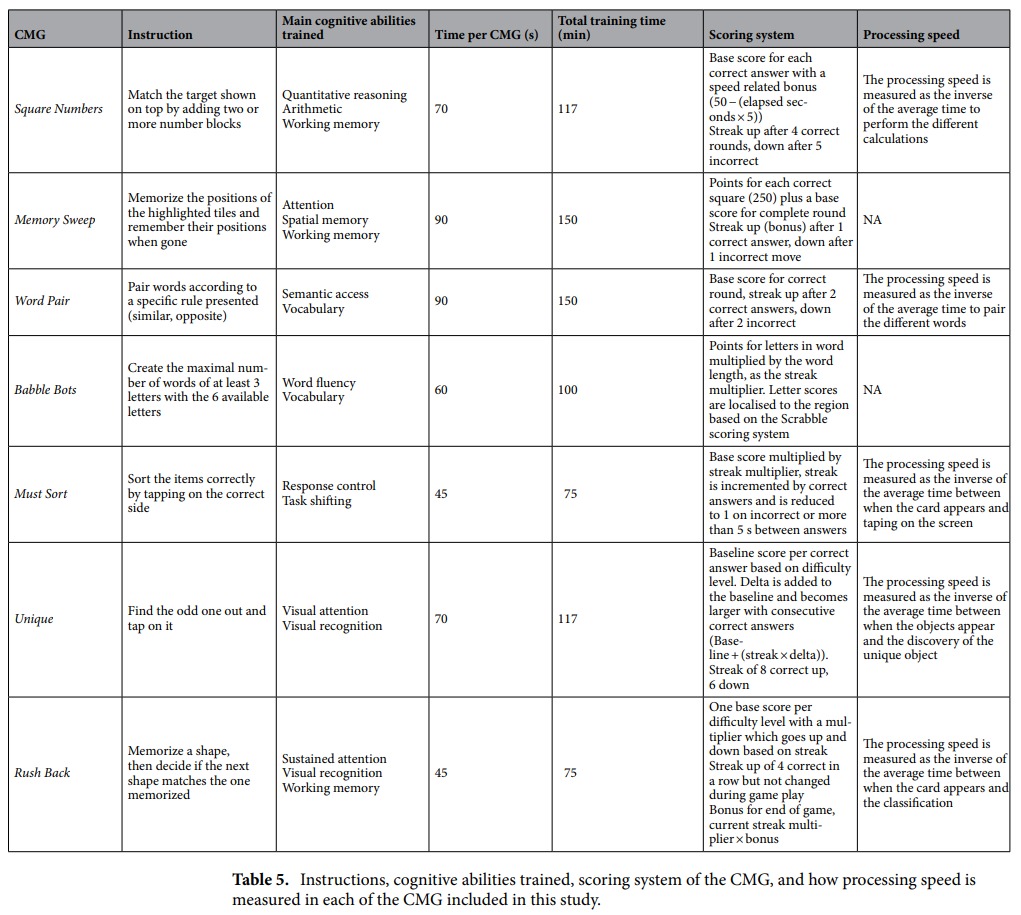 CMG
Instruction
Main cognitive abilities
trained
Time per CMG (s)
Total training time
(min)
Scoring system
Processing speed
Square Numbers
Match the target shown
on top by adding two or
more number blocks
Quantitative reasoning
Arithmetic
Working memory
70
117
Base score for each
correct answer with a
speed related bonus
(50 − (elapsed sec-
onds × 5))
Streak up after 4 correct
rounds, down after 5
incorrect
The processing speed is
measured as the inverse
of the average time to
perform the different
calculations
Memory Sweep
Memorize the positions of
the highlighted tiles and
remember their positions
when gone
Attention
Spatial memory
Working memory
90
150
Points for each correct
square (250) plus a base
score for complete round
Streak up (bonus) after 1
correct answer, down after
1 incorrect move
NA
Word Pair
Pair words according to
a specific rule presented
(similar, opposite)
Semantic access
Vocabulary
90
150
Base score for correct
round, streak up after 2
correct answers, down
after 2 incorrect
The processing speed is
measured as the inverse
of the average time to pair
the different words
Babble Bots
Create the maximal num-
ber of words of at least 3
letters with the 6 available
letters
Word fluency
Vocabulary
60
100
Points for letters in word
multiplied by the word
length, as the streak
multiplier. Letter scores
are localised to the region
based on the Scrabble
scoring system
NA
Must Sort
Sort the items correctly
by tapping on the correct
side
Response control
Task shifting
45
75
Base score multiplied by
streak multiplier, streak
is incremented by correct
answers and is reduced
to 1 on incorrect or more
than 5 s between answers
The processing speed is
measured as the inverse of
the average time between
when the card appears and
taping on the screen
Unique
Find the odd one out and
tap on it
Visual attention
Visual recognition
70
117
Baseline score per correct
answer based on difficulty
level. Delta is added to
the baseline and becomes
larger with consecutive
correct answers
(Base-
line + (streak × delta)).
Streak of 8 correct up,
6 down
The processing speed is
measured as the inverse of
the average time between
when the objects appear
and the discovery of the
unique object
Rush Back
Memorize a shape,
then decide if the next
shape matches the one
memorized
Sustained attention
Visual recognition
Working memory
45
75
One base score per
difficulty level with a mul-
tiplier which goes up and
down based on streak
Streak up of 4 correct in
a row but not changed
during game play
Bonus for end of game,
current streak multi-
plier × bonus
The processing speed is
measured as the inverse of
the average time between
when the card appears and
the classification
Table 5. Instructions, cognitive abilities trained, scoring system of the CMG, and how processing speed is
measured in each of the CMG included in this study.